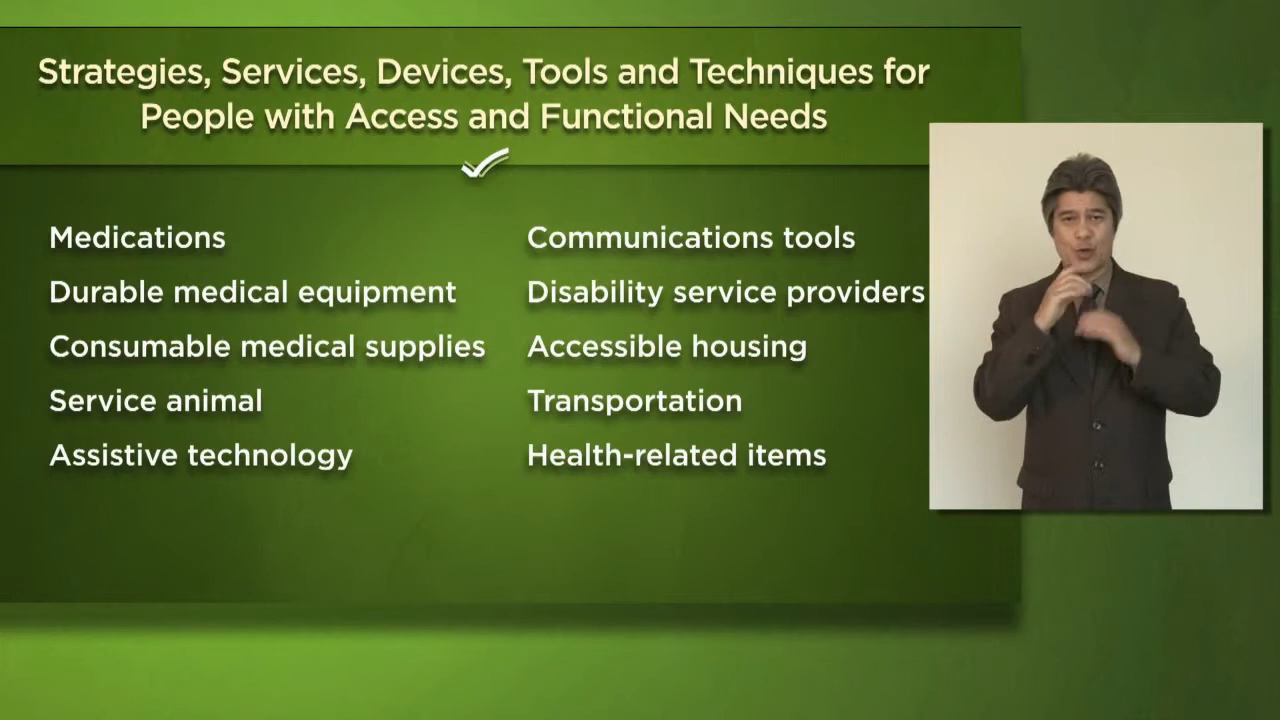 Strategies, Services, Devices, Tools and Techniques for
People with Access and Functional Needs
Medications
Durable medical equipment
Consumable medical supplies
Service animal
Assistive technology
Communications tools
Disability service providers
Accessible housing
Transportation
Health-related items